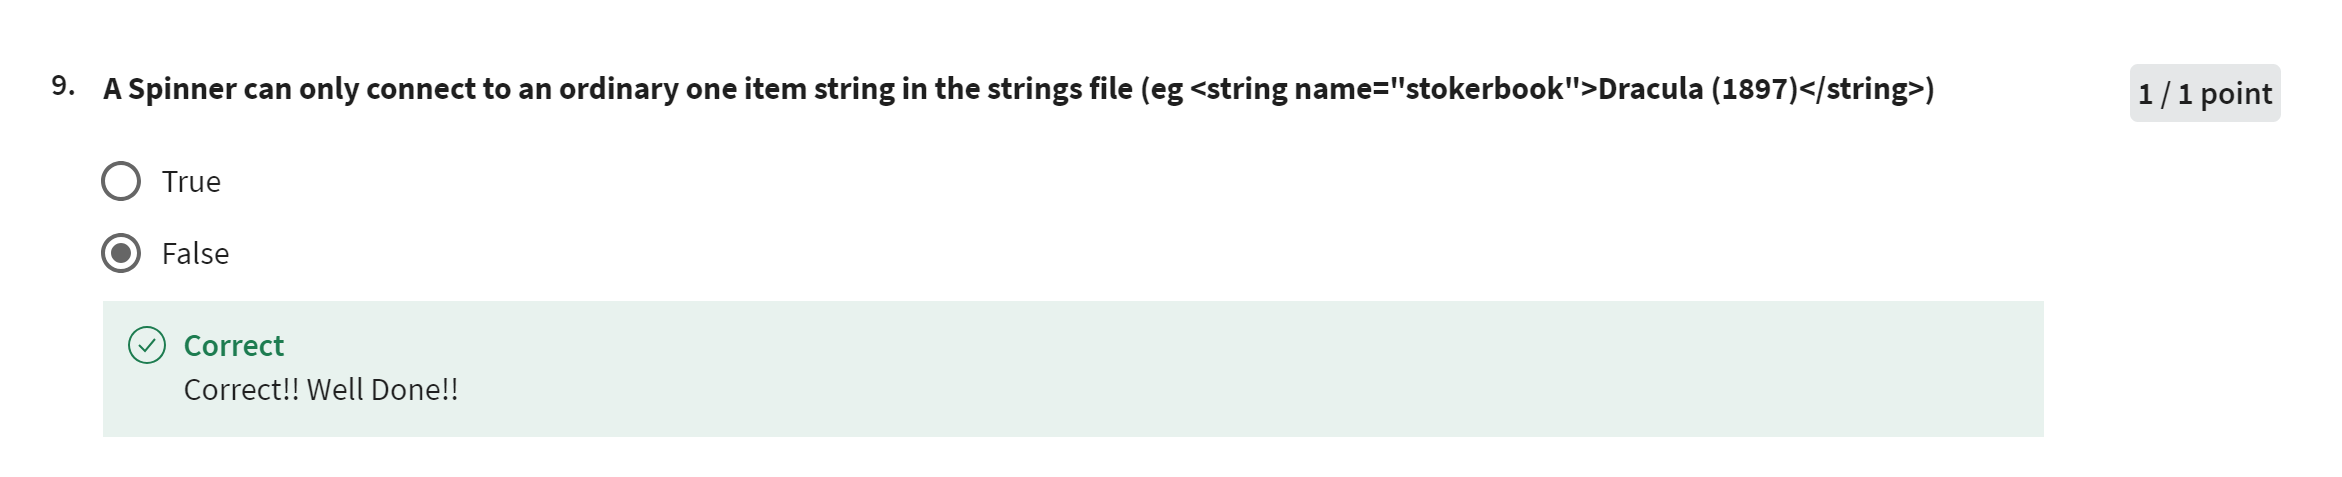 9. A Spinner can only connect to an ordinary one item string in the strings file (eg <string name="stokerbook">Dracula (1897)</string>)
1 / 1 point
True
False
Correct
Correct!! Well Done!!